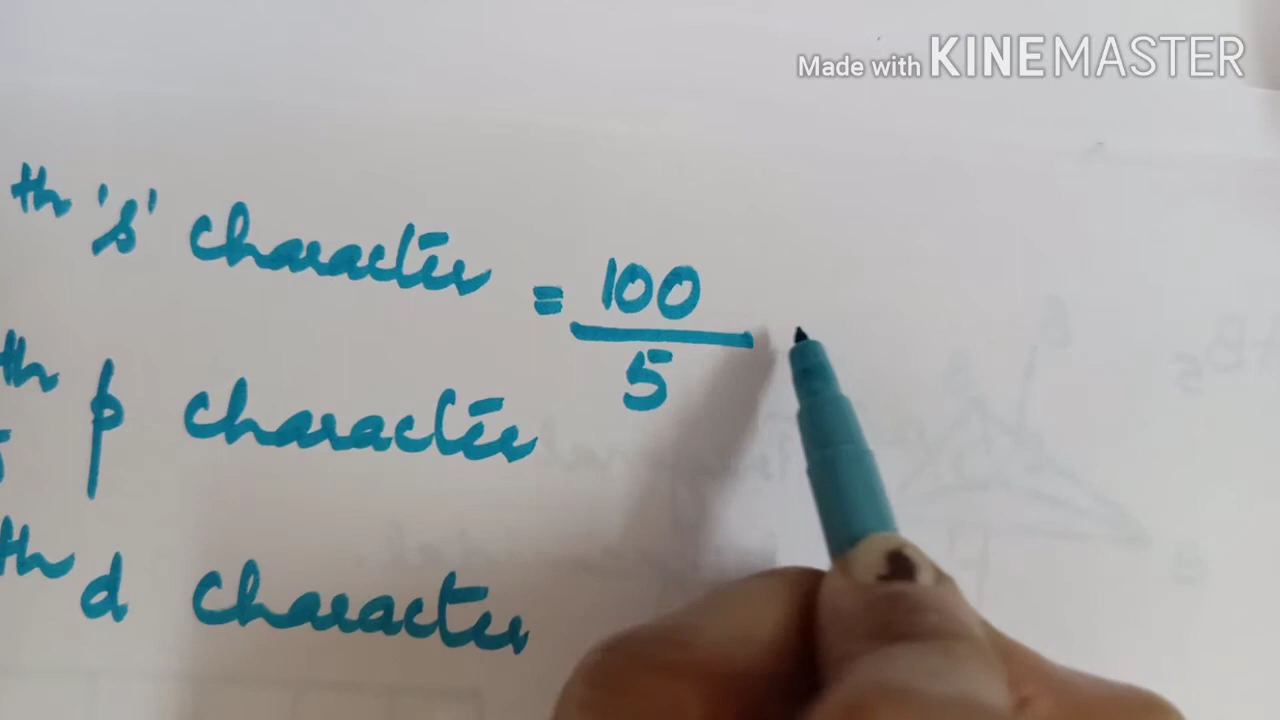 Made with KINEMASTER
th 's' character = 100
5
th p character
th d character